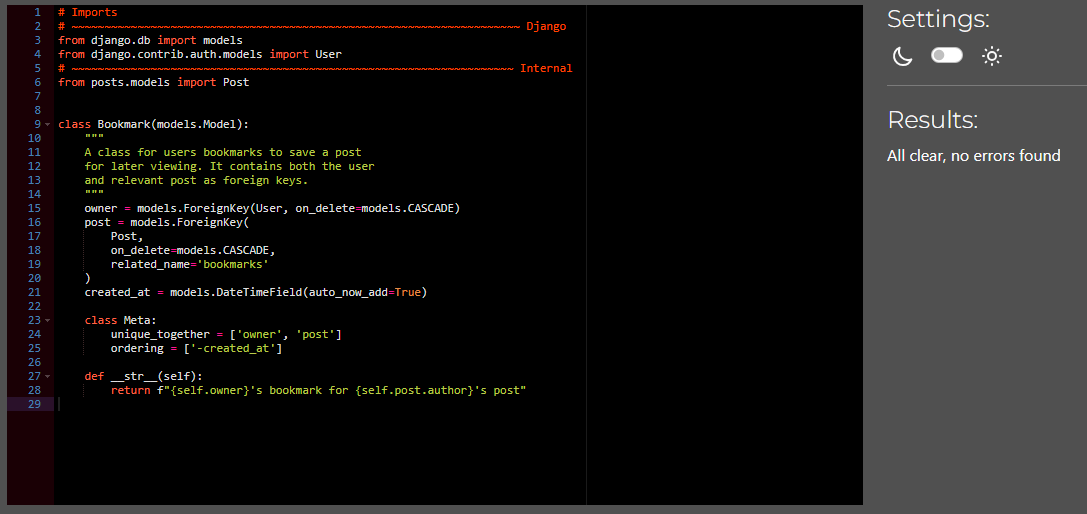 1 # Imports
2 # ~~~~~~~~~~~~~~~~~~~~~~~~~~~~~~~~~~~~~~~~~~~~~~~~~~~~~~~~~~~~~~~~~~~~ Django
3 from django.db import models
4 from django.contrib.auth.models import User
5 # ~~~~~~~~~~~~~~~~~~~~~~~~~~~~~~~~~~~~~~~~~~~~~~~~~~~~~~~~~~~~~~~~~~~ Internal
6 from posts.models import Post
7
8
9 class Bookmark(models.Model):
10     """
11     A class for users bookmarks to save a post
12     for later viewing. It contains both the user
13     and relevant post as foreign keys.
14     """
15     owner = models.ForeignKey(User, on_delete=models.CASCADE)
16     post = models.ForeignKey(
17         Post,
18         on_delete=models.CASCADE,
19         related_name='bookmarks'
20     )
21     created_at = models.DateTimeField(auto_now_add=True)
22
23     class Meta:
24         unique_together = ['owner', 'post']
25         ordering = ['-created_at']
26
27     def __str__(self):
28         return f"{self.owner}'s bookmark for {self.post.author}'s post"
29
Settings:
Results:
All clear, no errors found